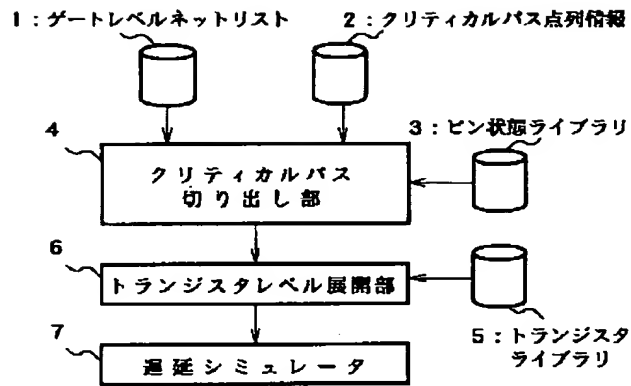 1：ゲートレベルネットリスト
2：クリティカルパス点列情報
3：ピン状態ライブラリ
4
クリティカルパス
切り出し部
6
トランジスタレベル展開部
5：トランジスタ
ライブラリ
7
遅延シミュレータ